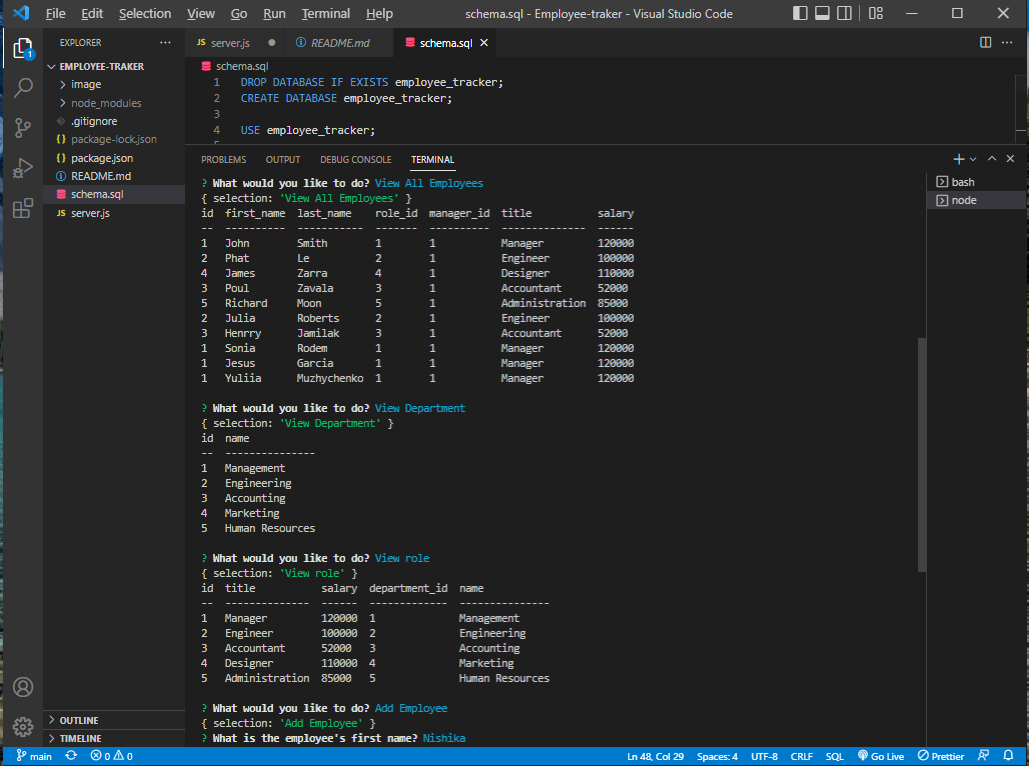 File Edit Selection View Go Run Terminal Help schema.sql - Employee-traker - Visual Studio Code
EXPLORER ···
1
EMPLOYEE-TRAKER
image
node_modules
.gitignore
{} package-lock.json
{} package.json
README.md
schema.sql
JS server.js
OUTLINE
TIMELINE
JS server.js README.md schema.sql
schema.sql
1 DROP DATABASE IF EXISTS employee_tracker;
2 CREATE DATABASE employee_tracker;
3
4 USE employee_tracker;
PROBLEMS OUTPUT DEBUG CONSOLE TERMINAL
? What would you like to do? View All Employees
{ selection: 'View All Employees' }
id first_name last_name role_id manager_id title salary
-- ---------- ----------- ------- ---------- -------------- ------
1 John Smith 1 1 Manager 120000
2 Phat Le 2 1 Engineer 100000
4 James Zarra 4 1 Designer 110000
3 Poul Zavala 3 1 Accountant 52000
5 Richard Moon 5 1 Administration 85000
2 Julia Roberts 2 1 Engineer 100000
3 Henrry Jamilak 3 1 Accountant 52000
1 Sonia Rodem 1 1 Manager 120000
1 Jesus Garcia 1 1 Manager 120000
1 Yuliia Muzhychenko 1 1 Manager 120000
? What would you like to do? View Department
{ selection: 'View Department' }
id name
-- ---------------
1 Management
2 Engineering
3 Accounting
4 Marketing
5 Human Resources
? What would you like to do? View role
{ selection: 'View role' }
id title salary department_id name
-- -------------- ------ ------------- ---------------
1 Manager 120000 1 Management
2 Engineer 100000 2 Engineering
3 Accountant 52000 3 Accounting
4 Designer 110000 4 Marketing
5 Administration 85000 5 Human Resources
? What would you like to do? Add Employee
{ selection: 'Add Employee' }
? What is the employee's first name? Nishika
bash
node
main 0 0 Ln 48, Col 29 Spaces: 4 UTF-8 CRLF SQL Go Live Prettier